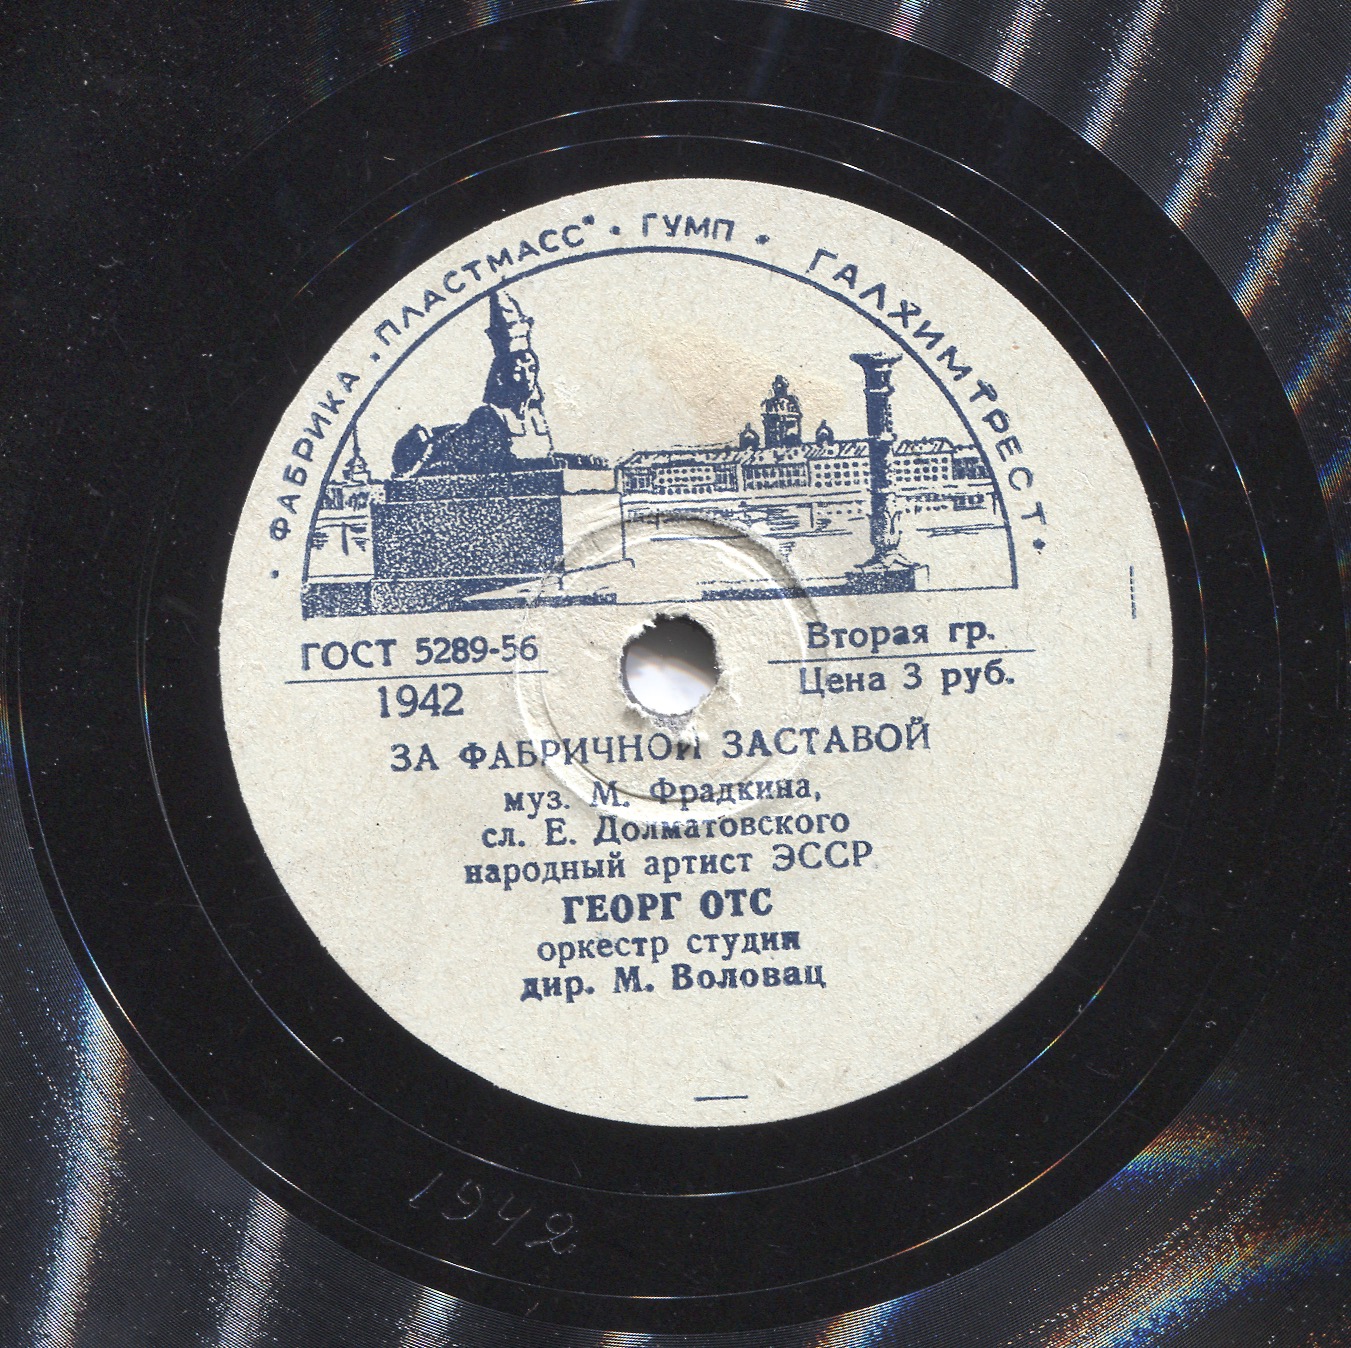 • ФАБРИКА „ПЛАСТМАСС" • ГУМП • ГАЛХИМТРЕСТ •
ГОСТ 5289-56
1942
Вторая гр.
Цена 3 руб.
ЗА ФАБРИЧНОЙ ЗАСТАВОЙ
муз. М. Фрадкина,
сл. Е. Долматовского
народный артист ЭССР
ГЕОРГ ОТС
оркестр студии
дир. М. Воловац
1942